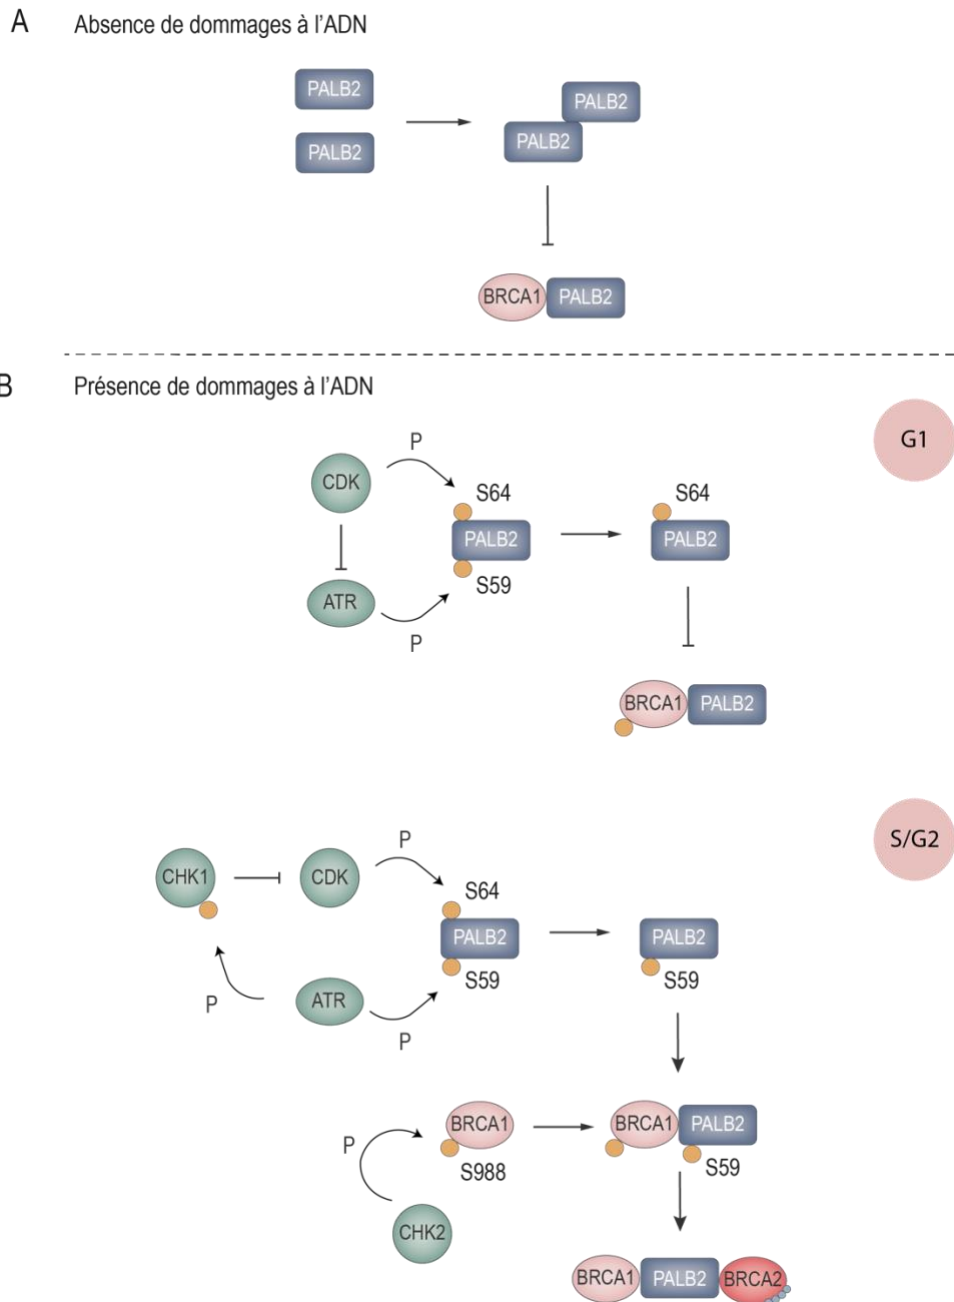 A
Absence de dommages à l'ADN
PALB2
PALB2
PALB2
PALB2
BRCA1
PALB2
B
Présence de dommages à l'ADN
G1
P
CDK
S64
S64
PALB2
PALB2
ATR
S59
P
BRCA1
PALB2
S/G2
P
CHK1
CDK
S64
PALB2
PALB2
S59
S59
P
ATR
P
BRCA1
BRCA1
PALB2
P
S988
S59
CHK2
BRCA1
PALB2
BRCA2